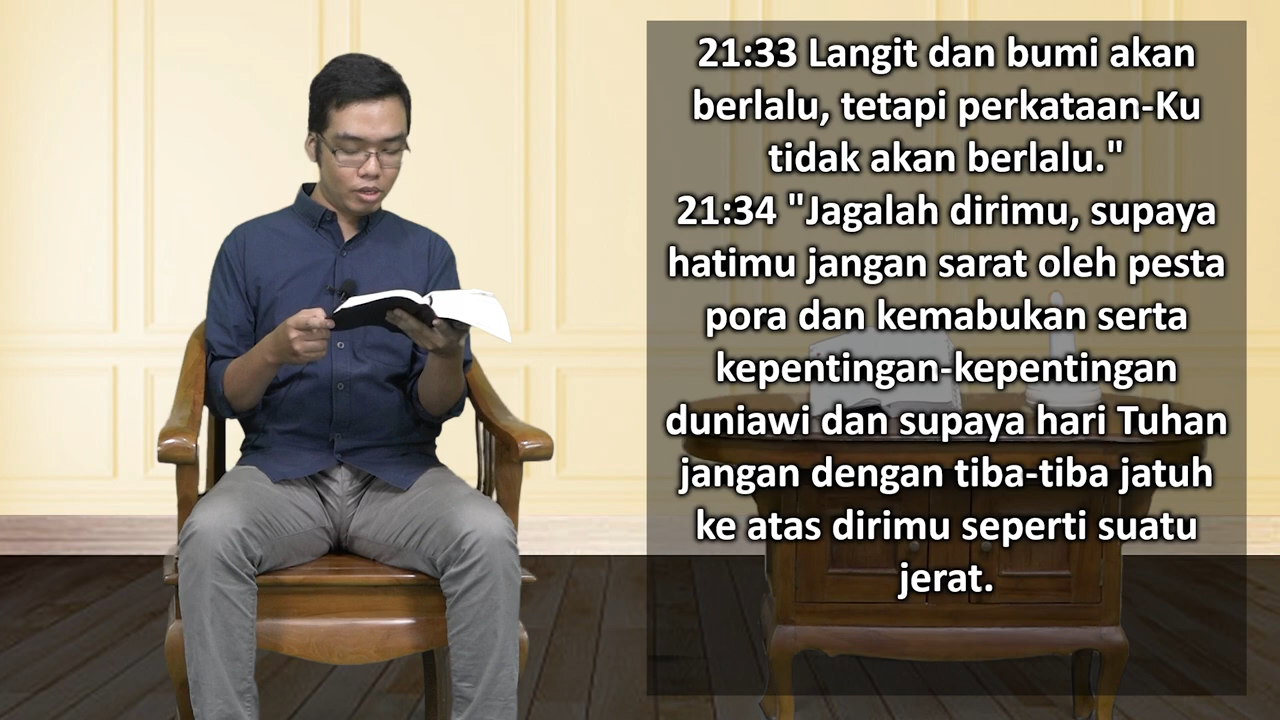 21:33 Langit dan bumi akan
berlalu, tetapi perkataan-Ku
tidak akan berlalu."
21:34 "Jagalah dirimu, supaya
hatimu jangan sarat oleh pesta
pora dan kemabukan serta
kepentingan-kepentingan
duniawi dan supaya hari Tuhan
jangan dengan tiba-tiba jatuh
ke atas dirimu seperti suatu
jerat.